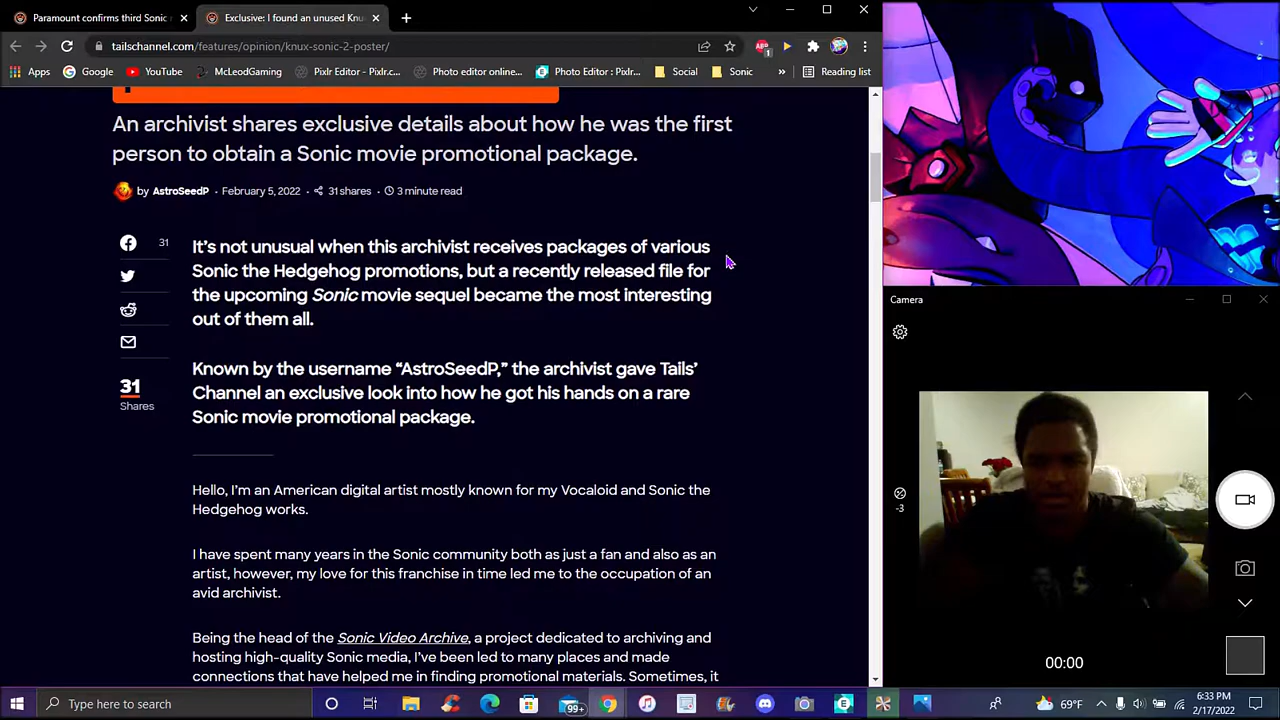 Paramount confirms third Sonic
Exclusive: I found an unused Knu
tailschannel.com/features/opinion/knux-sonic-2-poster/
ABP
1
Apps
Google
YouTube
McLeodGaming
Pixlr Editor - Pixlr.c...
Photo editor online...
Photo Editor : Pixlr...
Social
Sonic
»
Reading list
An archivist shares exclusive details about how he was the first
person to obtain a Sonic movie promotional package.
by AstroSeedP · February 5, 2022 · 31 shares · 3 minute read
31
It's not unusual when this archivist receives packages of various
Sonic the Hedgehog promotions, but a recently released file for
the upcoming Sonic movie sequel became the most interesting
out of them all.
Known by the username “AstroSeedP,” the archivist gave Tails’
Channel an exclusive look into how he got his hands on a rare
Sonic movie promotional package.
31
Shares
Hello, I'm an American digital artist mostly known for my Vocaloid and Sonic the
Hedgehog works.
I have spent many years in the Sonic community both as just a fan and also as an
artist, however, my love for this franchise in time led me to the occupation of an
avid archivist.
Being the head of the Sonic Video Archive, a project dedicated to archiving and
hosting high-quality Sonic media, I've been led to many places and made
connections that have helped me in finding promotional materials. Sometimes, it
Camera
-3
00:00
Type here to search
99+
69°F
6:33 PM
2/17/2022